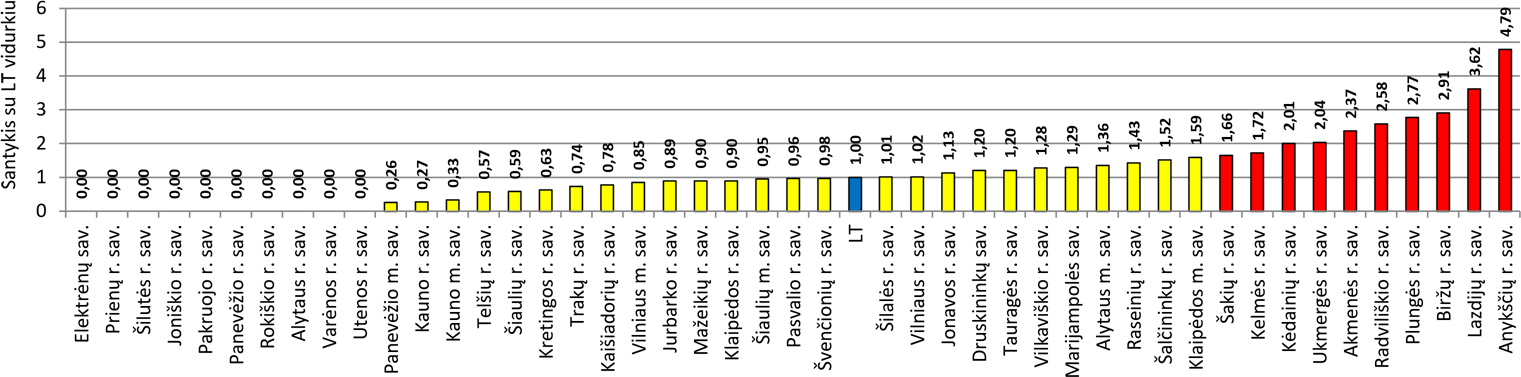 Santykis su LT vidurkiu
6
5
4
3
2
1
0
0,00
0,00
0,00
0,00
0,00
0,00
0,00
0,00
0,00
0,00
0,26
0,27
0,33
0,57
0,59
0,63
0,74
0,78
0,85
0,89
0,90
0,90
0,95
0,96
0,98
1,00
1,01
1,02
1,13
1,20
1,20
1,28
1,29
1,36
1,43
1,52
1,59
1,66
1,72
2,01
2,04
2,37
2,58
2,77
2,91
3,62
4,79
Elektrėnų sav.
Prienų r. sav.
Šilutės r. sav.
Joniškio r. sav.
Pakruojo r. sav.
Panevėžio r. sav.
Rokiškio r. sav.
Alytaus r. sav.
Varėnos r. sav.
Utenos r. sav.
Panevėžio m. sav.
Kauno r. sav.
Kauno m. sav.
Telšių r. sav.
Šiaulių r. sav.
Kretingos r. sav.
Trakų r. sav.
Kaišiadorių r. sav.
Vilniaus m. sav.
Jurbarko r. sav.
Mažeikių r. sav.
Klaipėdos r. sav.
Šiaulių m. sav.
Pasvalio r. sav.
Švenčionių r. sav.
LT
Šilalės r. sav.
Vilniaus r. sav.
Jonavos r. sav.
Druskininkų sav.
Tauragės r. sav.
Vilkaviškio r. sav.
Marijampolės sav.
Alytaus m. sav.
Raseinių r. sav.
Šalčininkų r. sav.
Klaipėdos m. sav.
Šakių r. sav.
Kelmės r. sav.
Kėdainių r. sav.
Ukmergės r. sav.
Akmenės r. sav.
Radviliškio r. sav.
Plungės r. sav.
Biržų r. sav.
Lazdijų r. sav.
Anykščių r. sav.